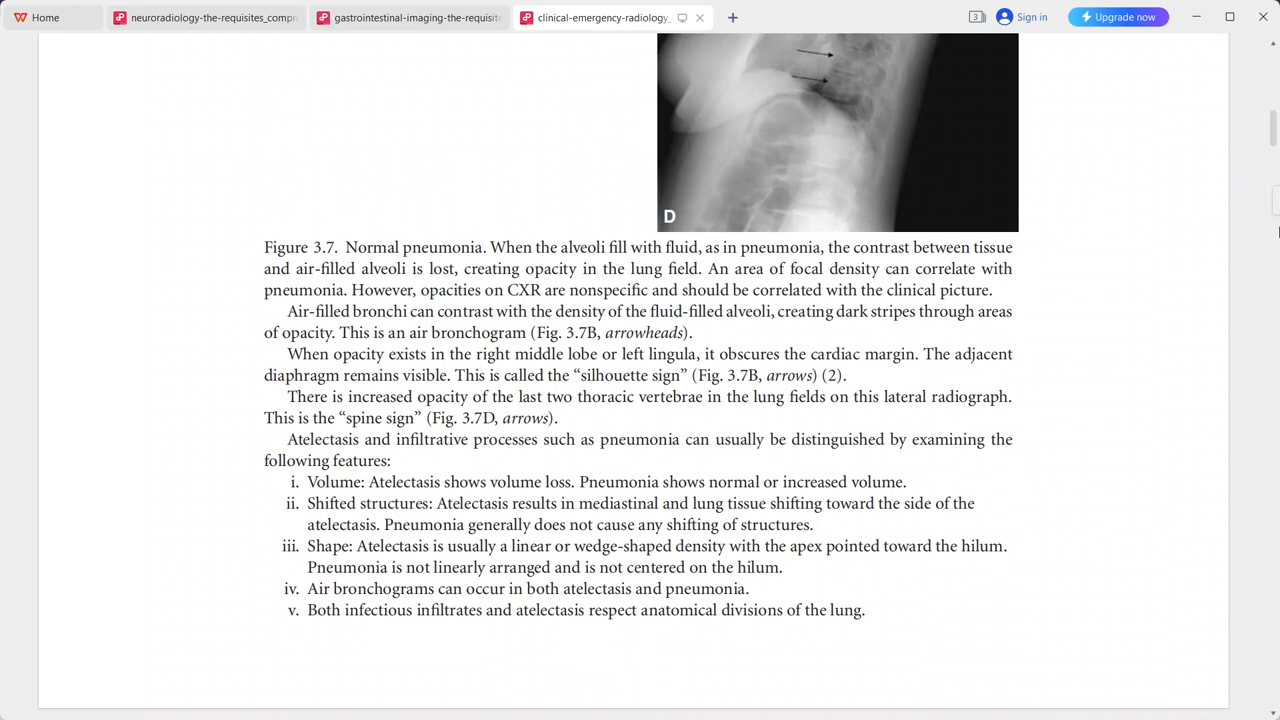 Home
neuroradiology-the-requisites_compr
gastrointestinal-imaging-the-requisite
clinical-emergency-radiology_
3
Sign in
Upgrade now
D
Figure 3.7. Normal pneumonia. When the alveoli fill with fluid, as in pneumonia, the contrast between tissue
and air-filled alveoli is lost, creating opacity in the lung field. An area of focal density can correlate with
pneumonia. However, opacities on CXR are nonspecific and should be correlated with the clinical picture.
Air-filled bronchi can contrast with the density of the fluid-filled alveoli, creating dark stripes through areas
of opacity. This is an air bronchogram (Fig. 3.7B, arrowheads).
When opacity exists in the right middle lobe or left lingula, it obscures the cardiac margin. The adjacent
diaphragm remains visible. This is called the “silhouette sign” (Fig. 3.7B, arrows) (2).
There is increased opacity of the last two thoracic vertebrae in the lung fields on this lateral radiograph.
This is the “spine sign” (Fig. 3.7D, arrows).
Atelectasis and infiltrative processes such as pneumonia can usually be distinguished by examining the
following features:
i. Volume: Atelectasis shows volume loss. Pneumonia shows normal or increased volume.
ii. Shifted structures: Atelectasis results in mediastinal and lung tissue shifting toward the side of the
atelectasis. Pneumonia generally does not cause any shifting of structures.
iii. Shape: Atelectasis is usually a linear or wedge-shaped density with the apex pointed toward the hilum.
Pneumonia is not linearly arranged and is not centered on the hilum.
iv. Air bronchograms can occur in both atelectasis and pneumonia.
v. Both infectious infiltrates and atelectasis respect anatomical divisions of the lung.